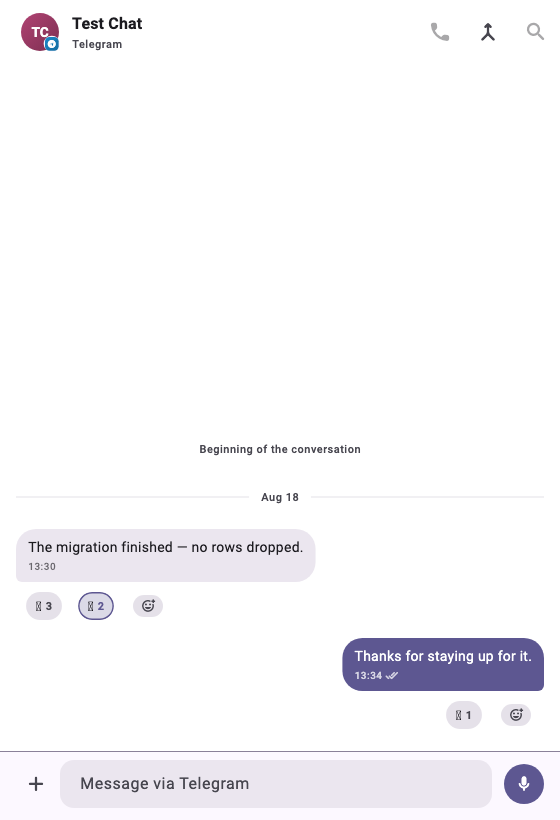 TC
Test Chat
Telegram
Beginning of the conversation
Aug 18
The migration finished — no rows dropped.
13:30
3
2
Thanks for staying up for it.
13:34
1
Message via Telegram